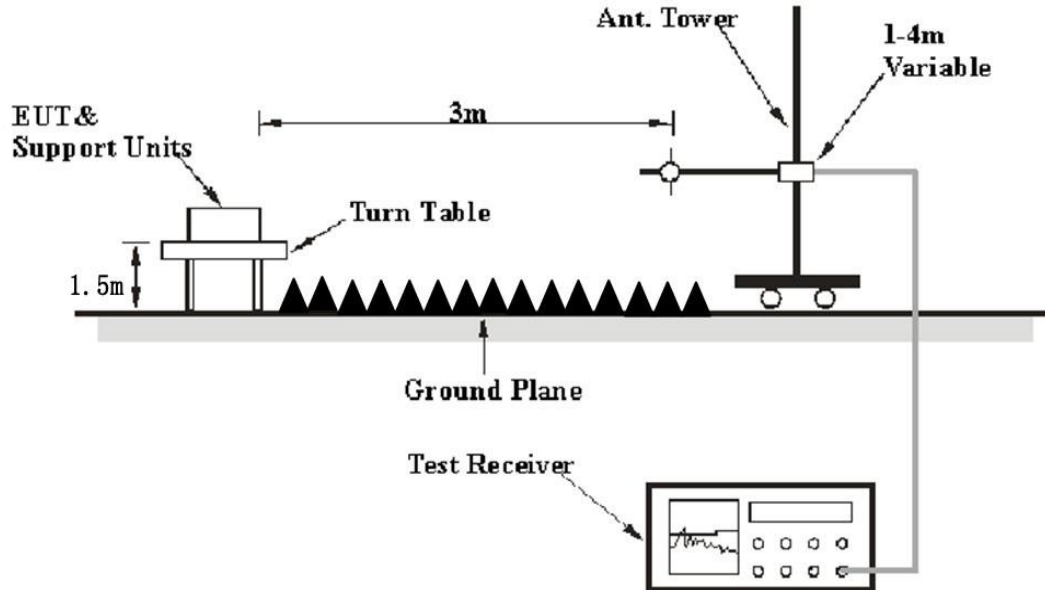 Ant. Tower
1-4m
Variable
EUT&
Support Units
3m
Turn Table
1.5m
Ground Plane
Test Receiver